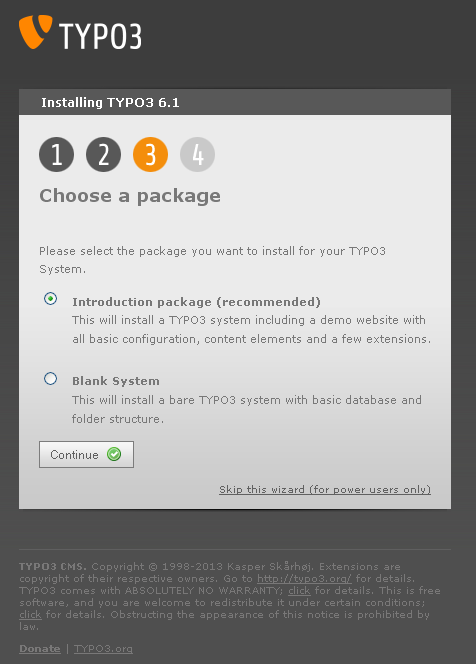 TYPO3
Installing TYPO3 6.1
1 2 3 4
Choose a package
Please select the package you want to install for your TYPO3
System.
Introduction package (recommended)
This will install a TYPO3 system including a demo website with
all basic configuration, content elements and a few extensions.
Blank System
This will install a bare TYPO3 system with basic database and
folder structure.
Continue
Skip this wizard (for power users only)
TYPO3 CMS. Copyright © 1998-2013 Kasper Skårhøj. Extensions are
copyright of their respective owners. Go to http://typo3.org/ for details.
TYPO3 comes with ABSOLUTELY NO WARRANTY; click for details. This is free
software, and you are welcome to redistribute it under certain conditions;
click for details. Obstructing the appearance of this notice is prohibited by
law.
Donate | TYPO3.org